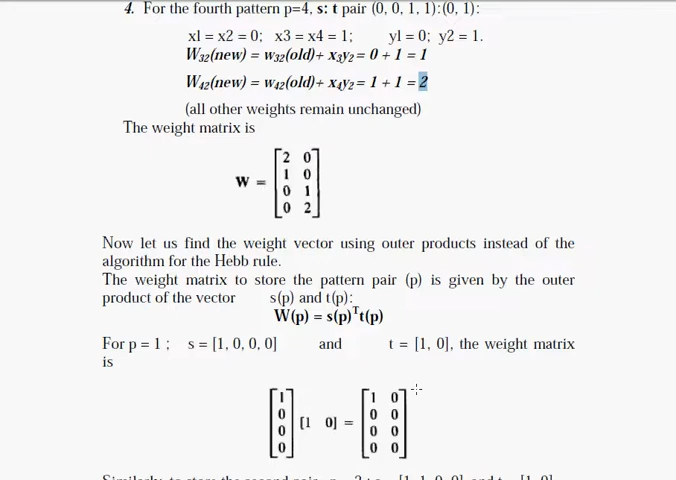 4. For the fourth pattern p=4, s: t pair (0, 0, 1, 1):(0, 1):
xl = x2 = 0; x3 = x4 = 1; yl = 0; y2 = 1.
W32(new) = w32(old)+ x3y2 = 0 + 1 = 1
W42(new) = w42(old)+ x4y2 = 1 + 1 = 2
(all other weights remain unchanged)
The weight matrix is
W = [2 0
1 0
0 1
0 2]
Now let us find the weight vector using outer products instead of the
algorithm for the Hebb rule.
The weight matrix to store the pattern pair (p) is given by the outer
product of the vector s(p) and t(p):
W(p) = s(p)ᵀt(p)
For p = 1 ; s = [1, 0, 0, 0] and t = [1, 0], the weight matrix
is
[1 0 0 0] [1 0] = [1 0
0 0
0 0
0 0]